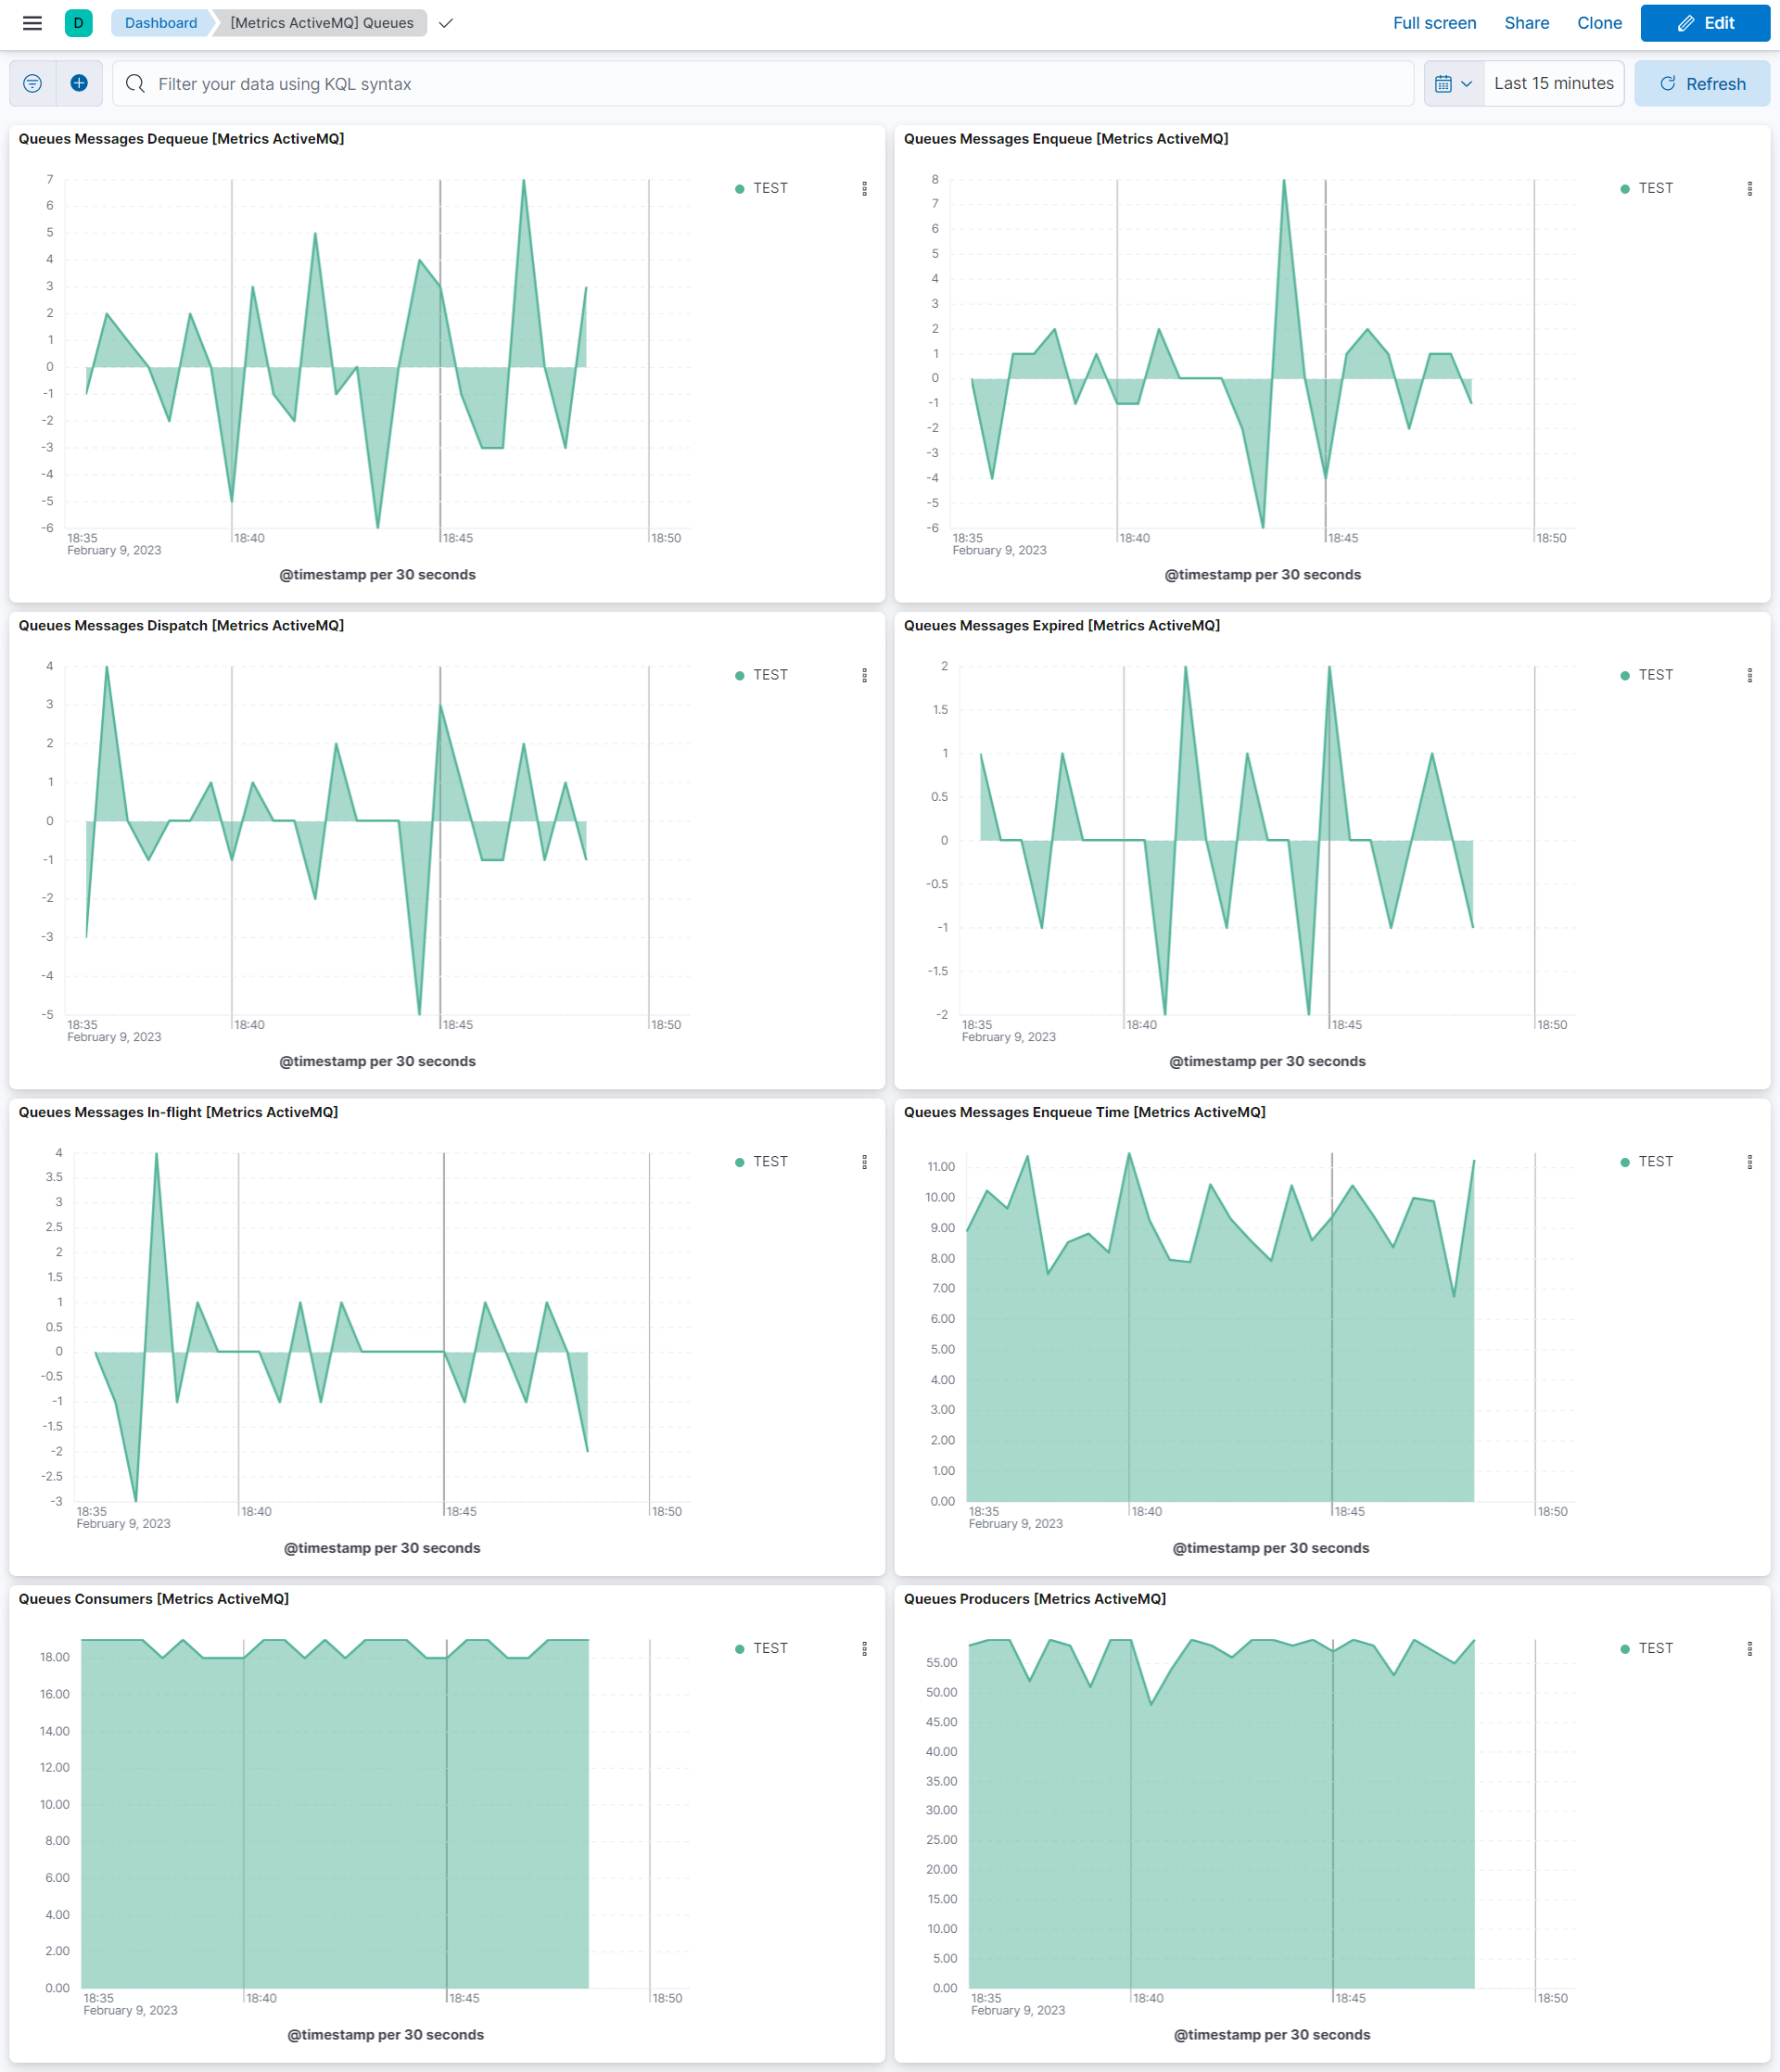 D Dashboard [Metrics ActiveMQ] Queues Full screen Share Clone Edit
Filter your data using KQL syntax Last 15 minutes Refresh
Queues Messages Dequeue [Metrics ActiveMQ]
7
6
5
4
3
2
1
0
-1
-2
-3
-4
-5
-6
18:35 18:40 18:45 18:50
February 9, 2023
@timestamp per 30 seconds
TEST
Queues Messages Enqueue [Metrics ActiveMQ]
8
7
6
5
4
3
2
1
0
-1
-2
-3
-4
-5
-6
18:35 18:40 18:45 18:50
February 9, 2023
@timestamp per 30 seconds
TEST
Queues Messages Dispatch [Metrics ActiveMQ]
4
3
2
1
0
-1
-2
-3
-4
-5
18:35 18:40 18:45 18:50
February 9, 2023
@timestamp per 30 seconds
TEST
Queues Messages Expired [Metrics ActiveMQ]
2
1.5
1
0.5
0
-0.5
-1
-1.5
-2
18:35 18:40 18:45 18:50
February 9, 2023
@timestamp per 30 seconds
TEST
Queues Messages In-flight [Metrics ActiveMQ]
4
3.5
3
2.5
2
1.5
1
0.5
0
-0.5
-1
-1.5
-2
-2.5
-3
18:35 18:40 18:45 18:50
February 9, 2023
@timestamp per 30 seconds
TEST
Queues Messages Enqueue Time [Metrics ActiveMQ]
11.00
10.00
9.00
8.00
7.00
6.00
5.00
4.00
3.00
2.00
1.00
0.00
18:35 18:40 18:45 18:50
February 9, 2023
@timestamp per 30 seconds
TEST
Queues Consumers [Metrics ActiveMQ]
18.00
16.00
14.00
12.00
10.00
8.00
6.00
4.00
2.00
0.00
18:35 18:40 18:45 18:50
February 9, 2023
@timestamp per 30 seconds
TEST
Queues Producers [Metrics ActiveMQ]
55.00
50.00
45.00
40.00
35.00
30.00
25.00
20.00
15.00
10.00
5.00
0.00
18:35 18:40 18:45 18:50
February 9, 2023
@timestamp per 30 seconds
TEST